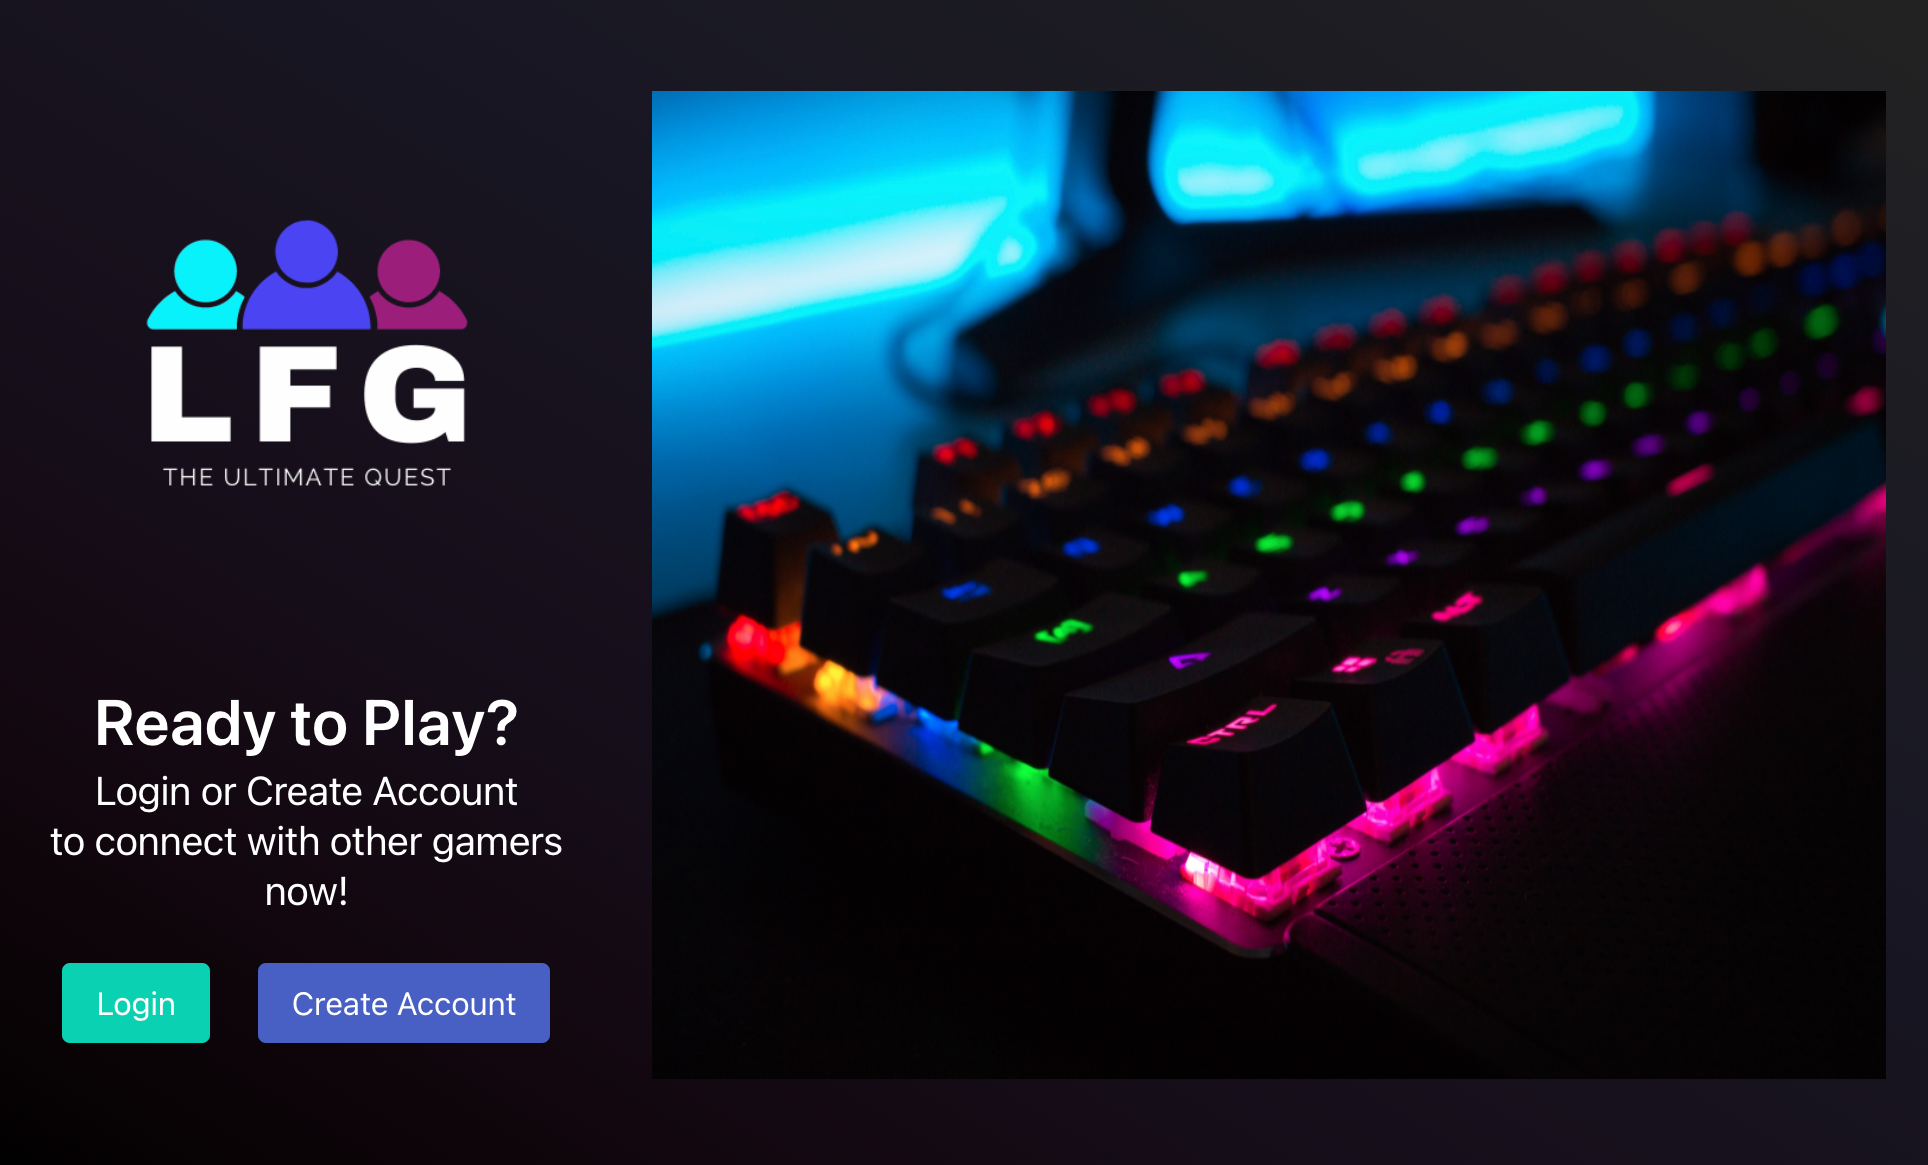 LFG
THE ULTIMATE QUEST
Ready to Play?
Login or Create Account
to connect with other gamers
now!
Login
Create Account
CTRL